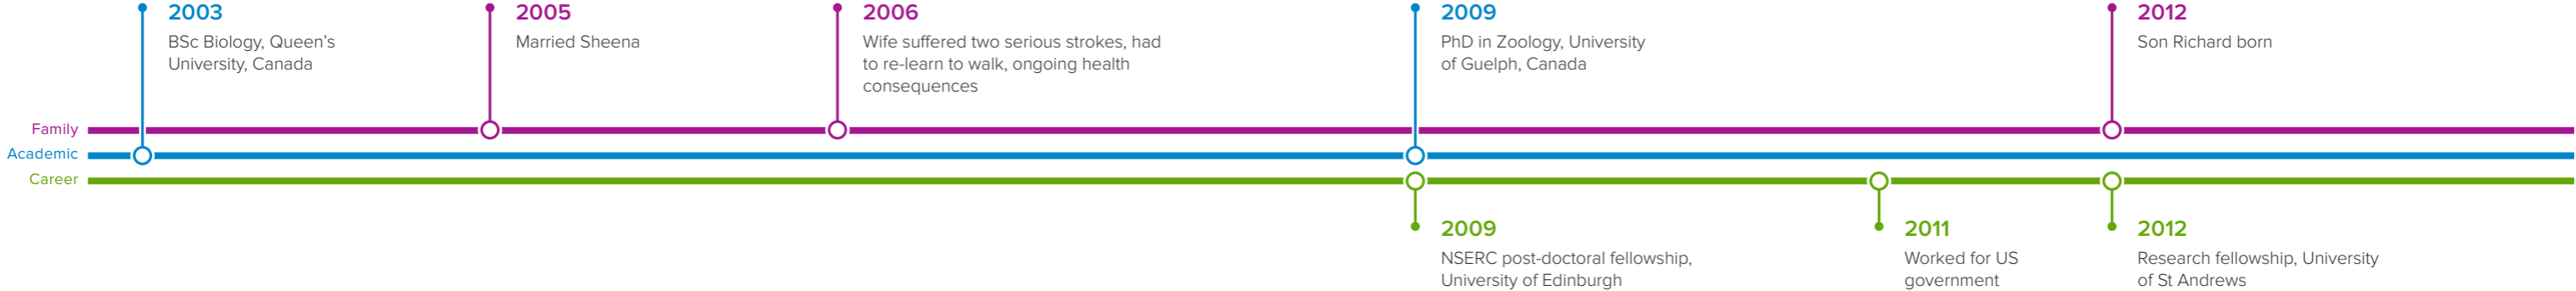 2003
BSc Biology, Queen's
University, Canada
2005
Married Sheena
2006
Wife suffered two serious strokes, had
to re-learn to walk, ongoing health
consequences
2009
PhD in Zoology, University
of Guelph, Canada
2012
Son Richard born
Family
Academic
Career
2009
NSERC post-doctoral fellowship,
University of Edinburgh
2011
Worked for US
government
2012
Research fellowship, University
of St Andrews